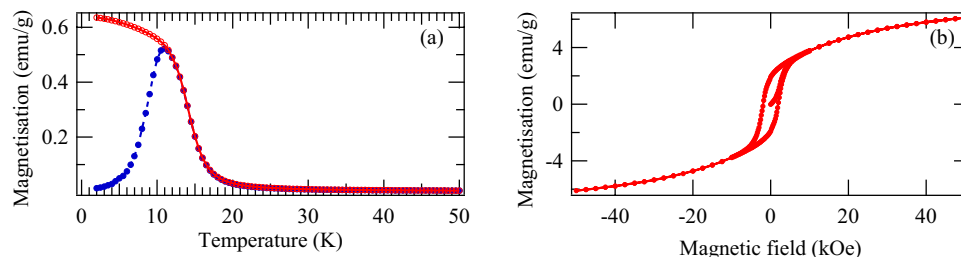 0.6
0.4
0.2
Magnetisation (emu/g)
(a)
0
10
20
30
40
50
Temperature (K)
4
0
-4
Magnetisation (emu/g)
(b)
-40
-20
0
20
40
Magnetic field (kOe)